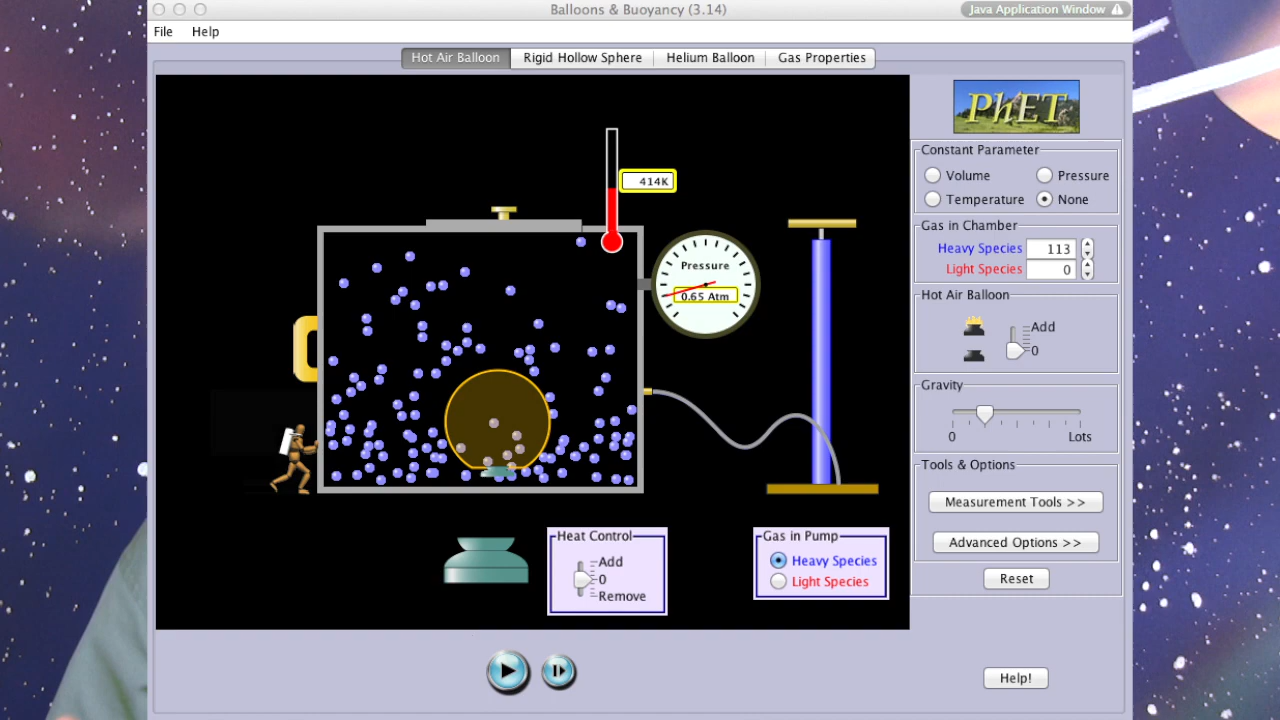 Balloons & Buoyancy (3.14)
Java Application Window
File Help
Hot Air Balloon Rigid Hollow Sphere Helium Balloon Gas Properties
PhET
414K
Pressure
0.65 Atm
Constant Parameter
Volume Pressure
Temperature None
Gas in Chamber
Heavy Species 113
Light Species 0
Hot Air Balloon
Add
0
Gravity
0 Lots
Tools & Options
Measurement Tools >>
Advanced Options >>
Reset
Heat Control
Add
0
Remove
Gas in Pump
Heavy Species
Light Species
Help!